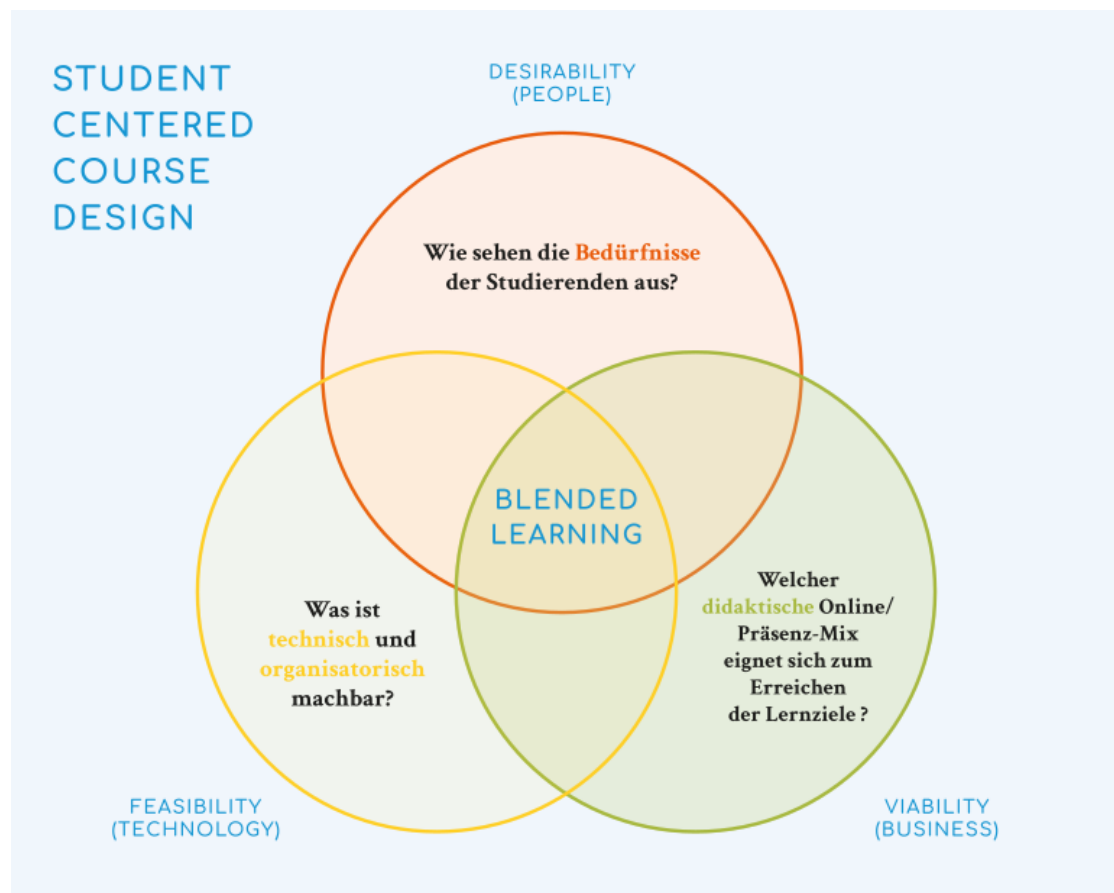 STUDENT
CENTERED
COURSE
DESIGN
DESIRABILITY
(PEOPLE)
Wie sehen die Bedürfnisse
der Studierenden aus?
BLENDED
LEARNING
Was ist
technisch und
organisatorisch
machbar?
Welcher
didaktische Online/
Präsenz-Mix
eignet sich zum
Erreichen
der Lernziele ?
FEASIBILITY
(TECHNOLOGY)
VIABILITY
(BUSINESS)